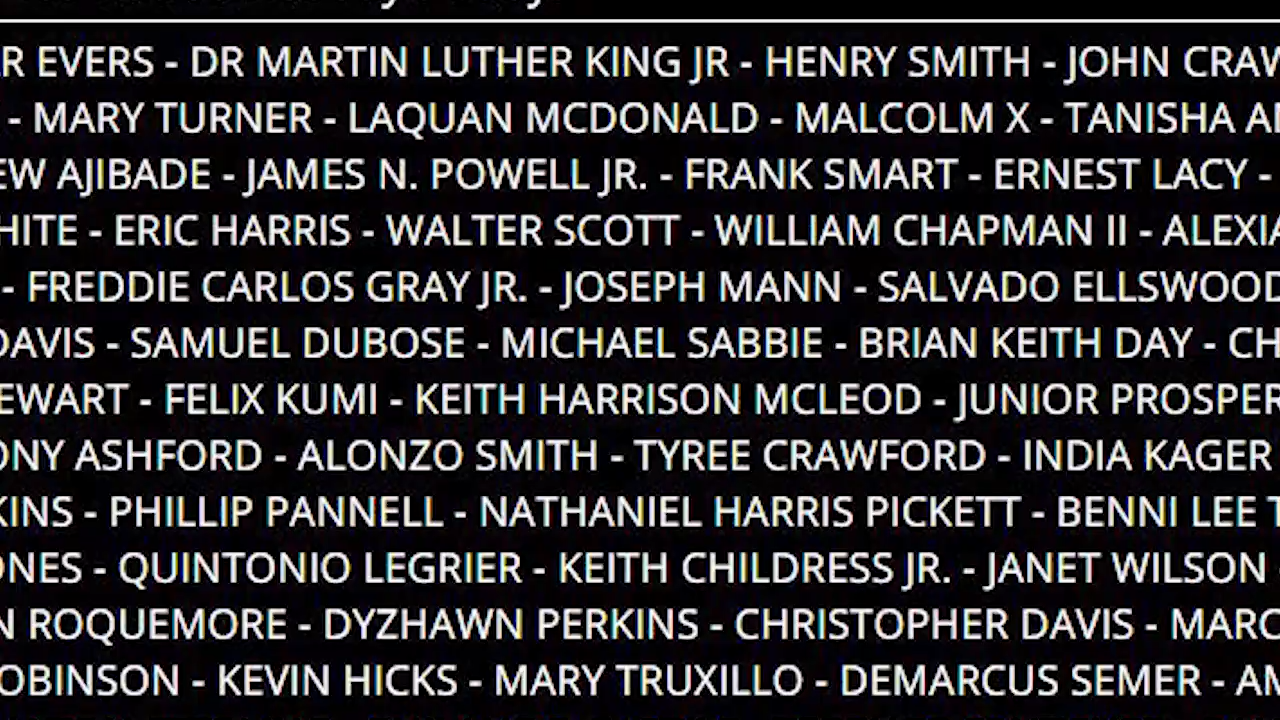 R EVERS - DR MARTIN LUTHER KING JR - HENRY SMITH - JOHN
- MARY TURNER - LAQUAN MCDONALD - MALCOLM X - TANISHA
EW AJIBADE - JAMES N. POWELL JR. - FRANK SMART - ERNEST LACY -
HITE - ERIC HARRIS - WALTER SCOTT - WILLIAM CHAPMAN II - ALEXIA
- FREDDIE CARLOS GRAY JR. - JOSEPH MANN - SALVADO ELLSWOOD
DAVIS - SAMUEL DUBOSE - MICHAEL SABBIE - BRIAN KEITH DAY - CH
EWART - FELIX KUMI - KEITH HARRISON MCLEOD - JUNIOR PROSPER
ONY ASHFORD - ALONZO SMITH - TYREE CRAWFORD - INDIA KAGER
KINS - PHILLIP PANNELL - NATHANIEL HARRIS PICKETT - BENNI LEE
ONES - QUINTONIO LEGRIER - KEITH CHILDRESS JR. - JANET WILSON
N ROQUEMORE - DYZHAWN PERKINS - CHRISTOPHER DAVIS - MARC
OBINSON - KEVIN HICKS - MARY TRUXILLO - DEMARCUS SEMER - AM